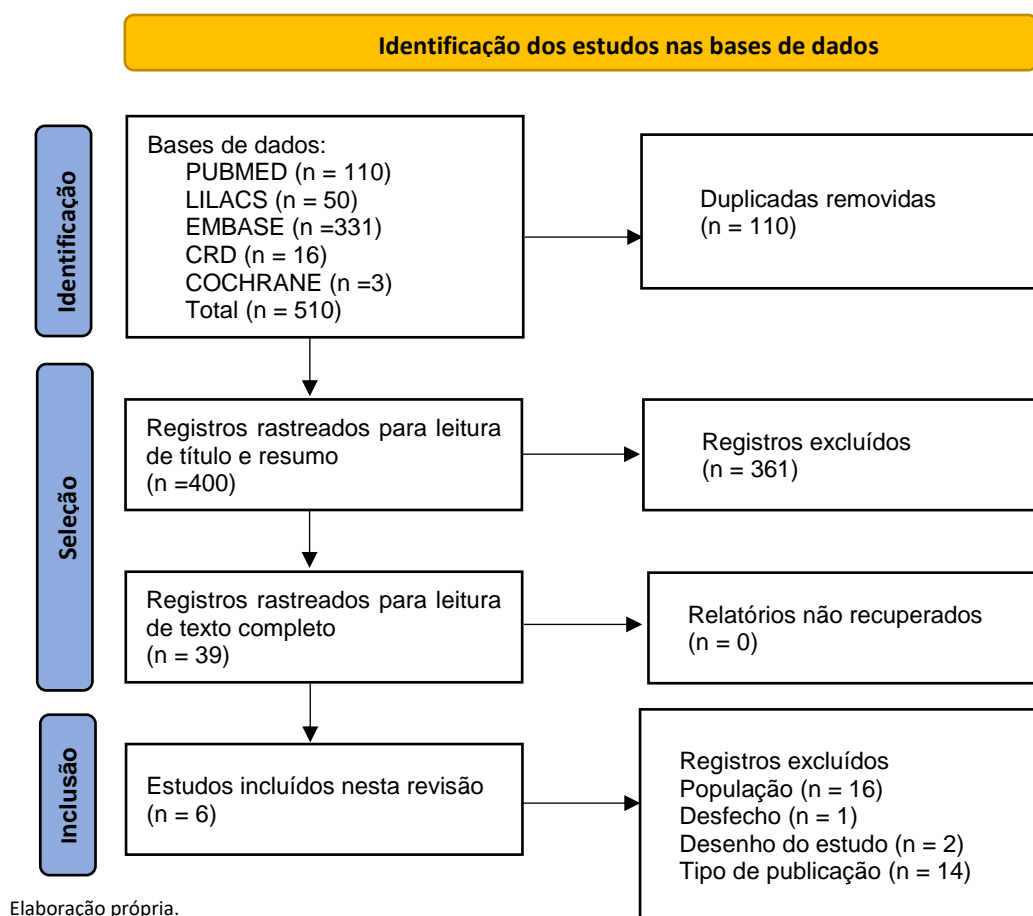 Identificação dos estudos nas bases de dados
Identificação
Bases de dados:
PUBMED (n = 110)
LILACS (n = 50)
EMBASE (n =331)
CRD (n = 16)
COCHRANE (n =3)
Total (n = 510)
Duplicadas removidas
(n = 110)
Seleção
Registros rastreados para leitura
de título e resumo
(n =400)
Registros excluídos
(n = 361)
Registros rastreados para leitura
de texto completo
(n = 39)
Relatórios não recuperados
(n = 0)
Inclusão
Estudos incluídos nesta revisão
(n = 6)
Registros excluídos
População (n = 16)
Desfecho (n = 1)
Desenho do estudo (n = 2)
Tipo de publicação (n = 14)
Elaboração própria.